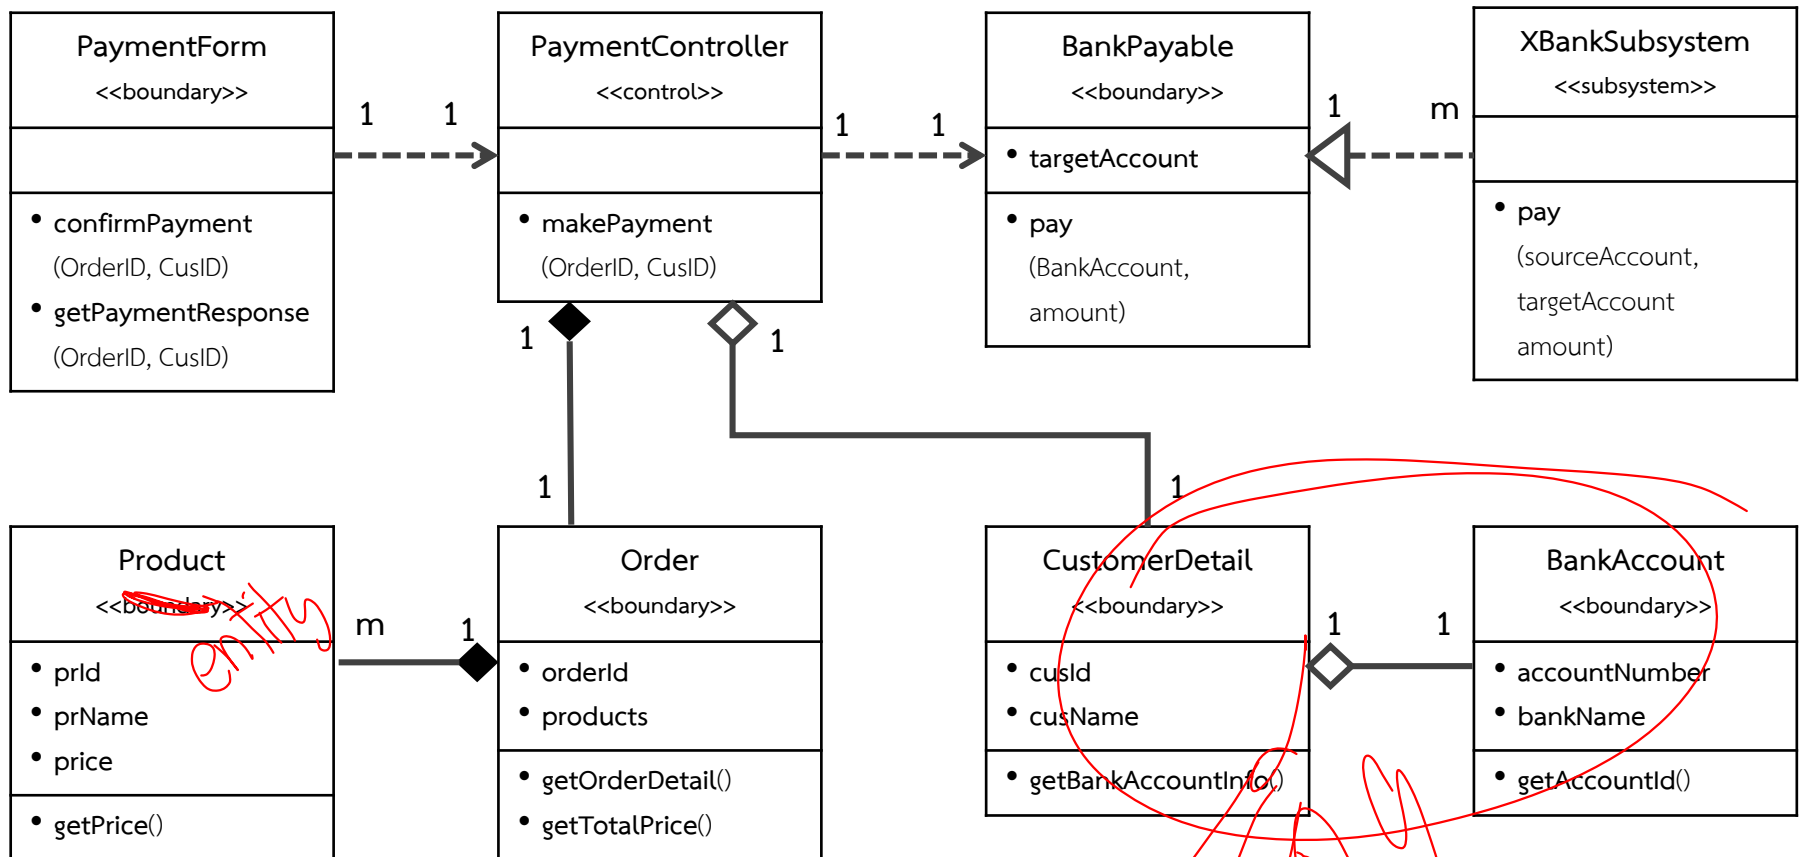 PaymentForm
<<boundary>>
confirmPayment
(OrderID, CusID)
getPaymentResponse
(OrderID, CusID)
1 1
PaymentController
<<control>>
makePayment
(OrderID, CusID)
1 1
BankPayable
<<boundary>>
targetAccount
pay
(BankAccount,
amount)
1 m
XBankSubsystem
<<subsystem>>
pay
(sourceAccount,
targetAccount
amount)
1 1
1 1
Product
<<boundary>>
entity
prId
prName
price
getPrice()
m 1
Order
<<boundary>>
orderId
products
getOrderDetail()
getTotalPrice()
CustomerDetail
<<boundary>>
cusId
cusName
getBankAccountInfo()
1 1
BankAccount
<<boundary>>
accountNumber
bankName
getAccountId()